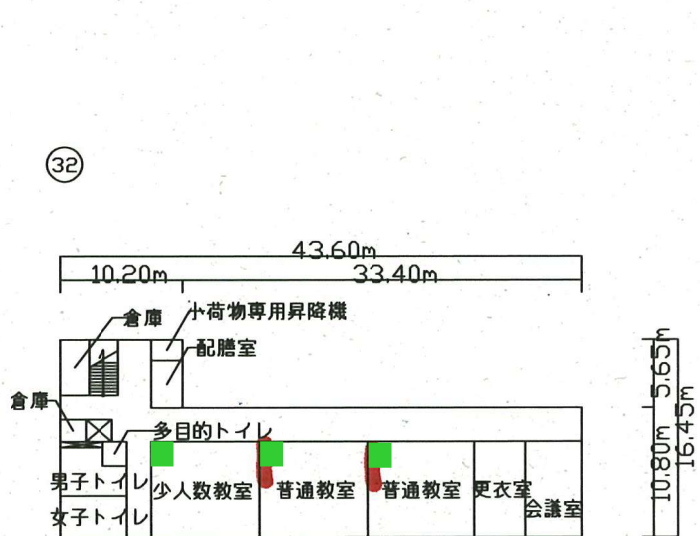 32
43.60m
10.20m
33.40m
倉庫
小荷物専用昇降機
配膳室
5.65m
16.45m
倉庫
多目的トイレ
10.80m
男子トイレ
少人数教室
普通教室
普通教室
更衣室
会議室
女子トイレ